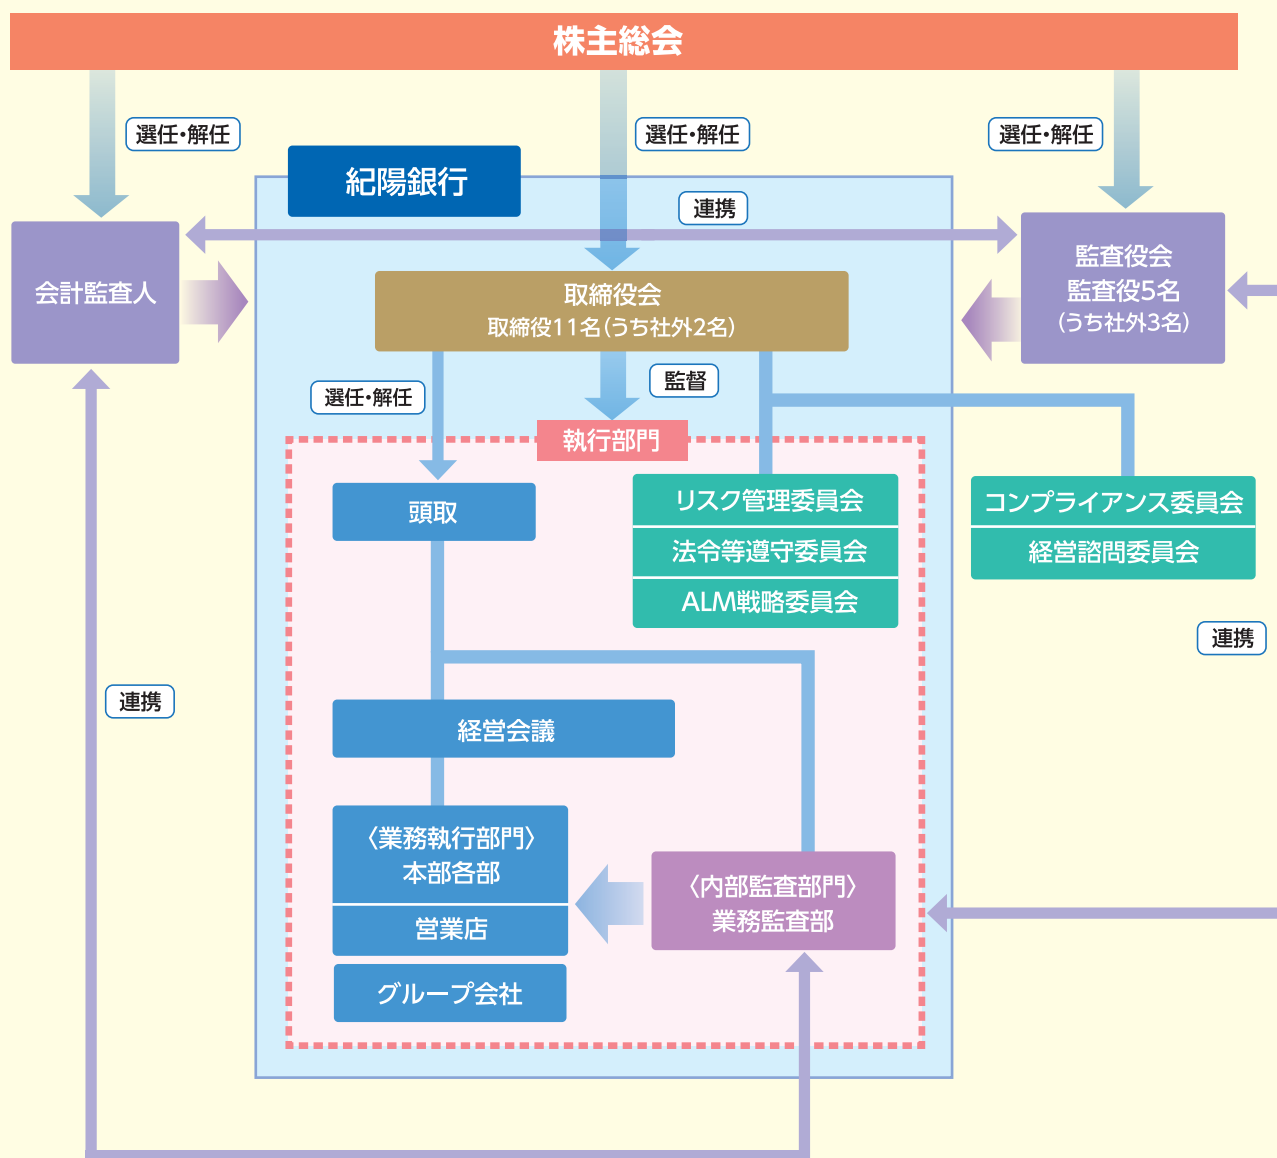 株主総会
選任・解任
選任・解任
選任・解任
紀陽銀行
連携
会計監査人
取締役会
取締役11名(うち社外2名)
監査役会
監査役5名
(うち社外3名)
選任・解任
監督
執行部門
頭取
リスク管理委員会
法令等遵守委員会
ALM戦略委員会
コンプライアンス委員会
経営諮問委員会
連携
連携
経営会議
〈業務執行部門〉
本部各部
営業店
グループ会社
〈内部監査部門〉
業務監査部